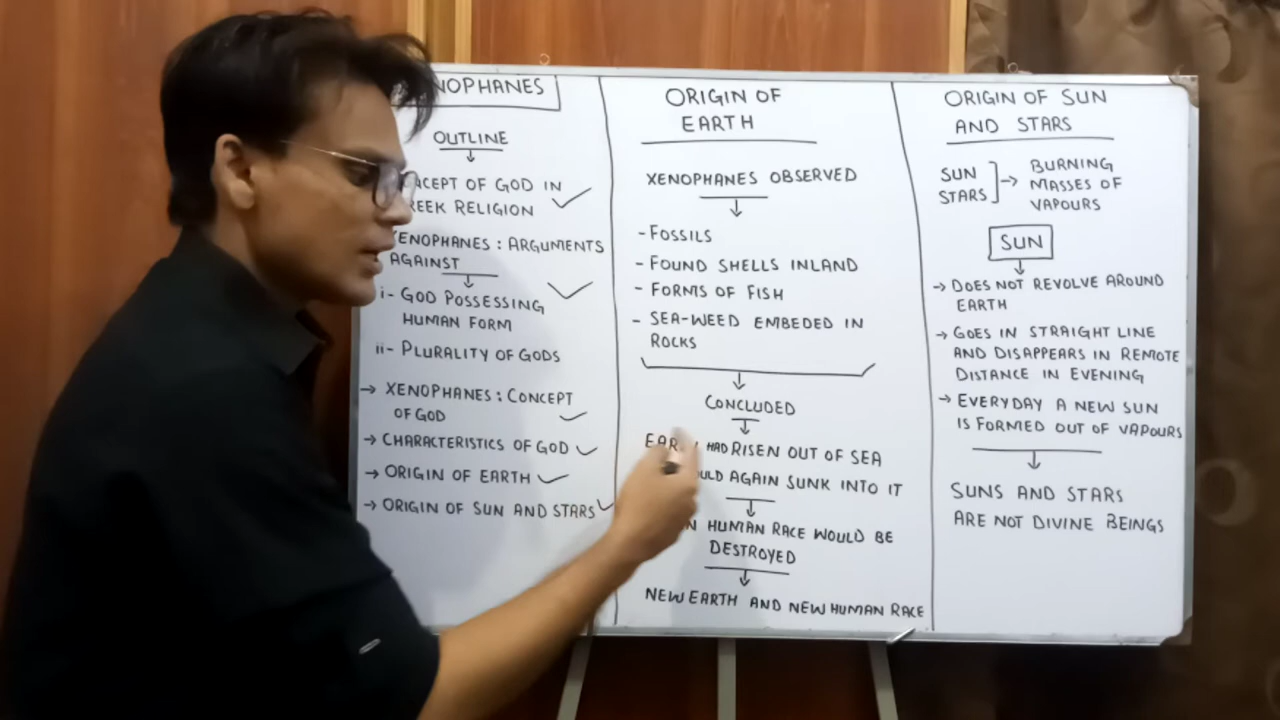 NOPHANES
OUTLINE
CEPT OF GOD IN
EEK RELIGION
ENOPHANES : ARGUMENTS
AGAINST
i- GOD POSSESSING
HUMAN FORM
ii- PLURALITY OF GODS
→ XENOPHANES : CONCEPT
OF GOD
→ CHARACTERISTICS OF GOD
→ ORIGIN OF EARTH
→ ORIGIN OF SUN AND STARS
ORIGIN OF
EARTH
XENOPHANES OBSERVED
- FOSSILS
- FOUND SHELLS INLAND
- FORMS OF FISH
- SEA-WEED EMBEDED IN
ROCKS
CONCLUDED
EAR HAD RISEN OUT OF SEA
ULD AGAIN SUNK INTO IT
N HUMAN RACE WOULD BE
DESTROYED
NEW EARTH AND NEW HUMAN RACE
ORIGIN OF SUN
AND STARS
SUN
STARS
→ BURNING
MASSES OF
VAPOURS
SUN
→ DOES NOT REVOLVE AROUND
EARTH
→ GOES IN STRAIGHT LINE
AND DISAPPEARS IN REMOTE
DISTANCE IN EVENING
→ EVERYDAY A NEW SUN
IS FORMED OUT OF VAPOURS
SUNS AND STARS
ARE NOT DIVINE BEINGS